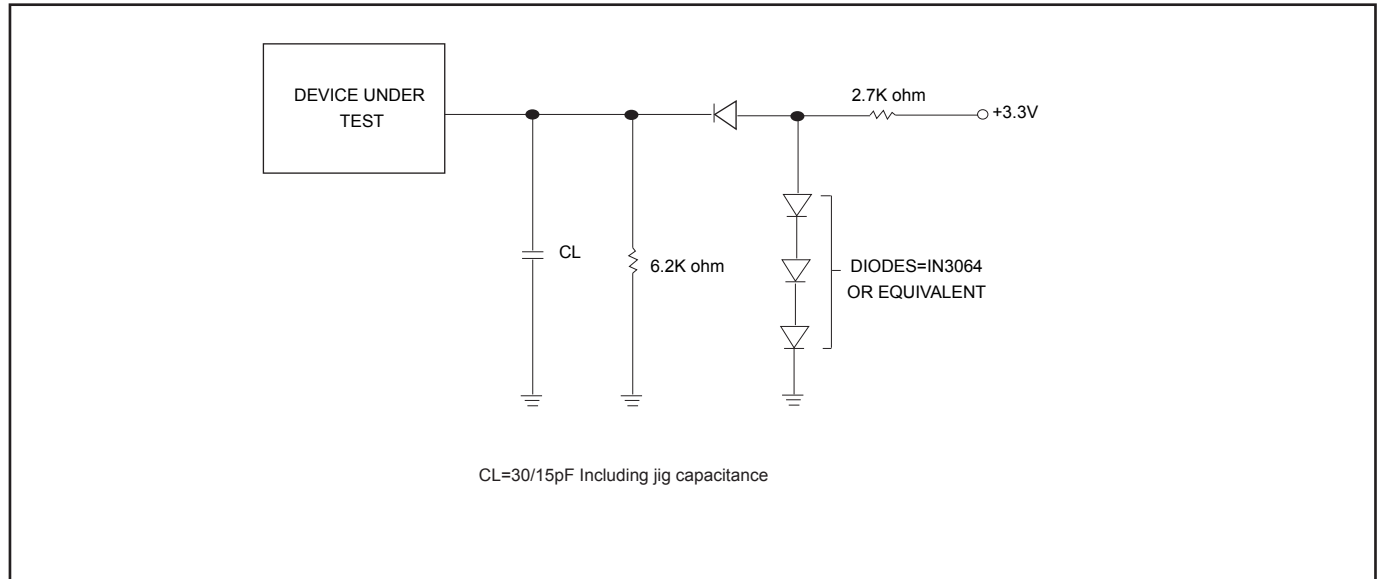 DEVICE UNDER
TEST
2.7K ohm
+3.3V
CL
6.2K ohm
DIODES=IN3064
OR EQUIVALENT
CL=30/15pF Including jig capacitance